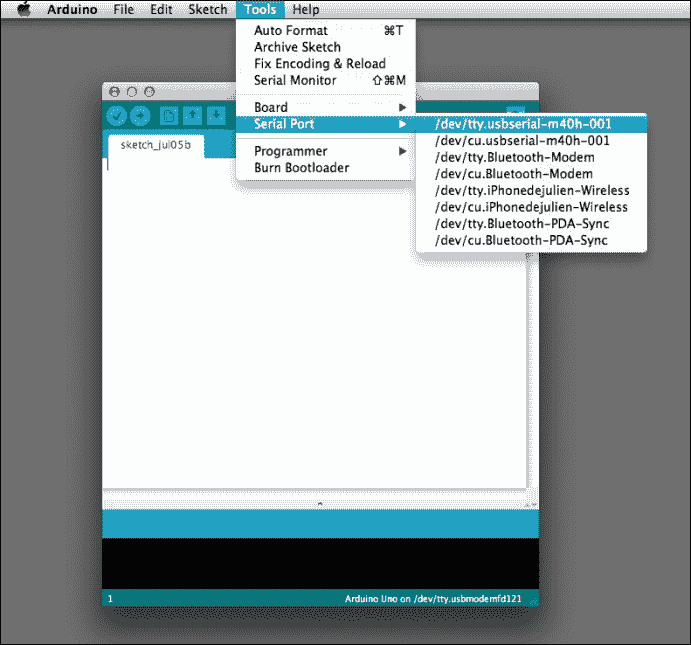 Arduino File Edit Sketch Tools Help
Auto Format ⌘T
Archive Sketch
Fix Encoding & Reload
Serial Monitor ⇧⌘M
Board
Serial Port
Programmer
Burn Bootloader
/dev/tty.usbserial-m40h-001
/dev/cu.usbserial-m40h-001
/dev/tty.Bluetooth-Modem
/dev/cu.Bluetooth-Modem
/dev/tty.iPhonedejulien-Wireless
/dev/cu.iPhonedejulien-Wireless
/dev/tty.Bluetooth-PDA-Sync
/dev/cu.Bluetooth-PDA-Sync
sketch_jul05b
1 Arduino Uno on /dev/tty.usbmodemfd121